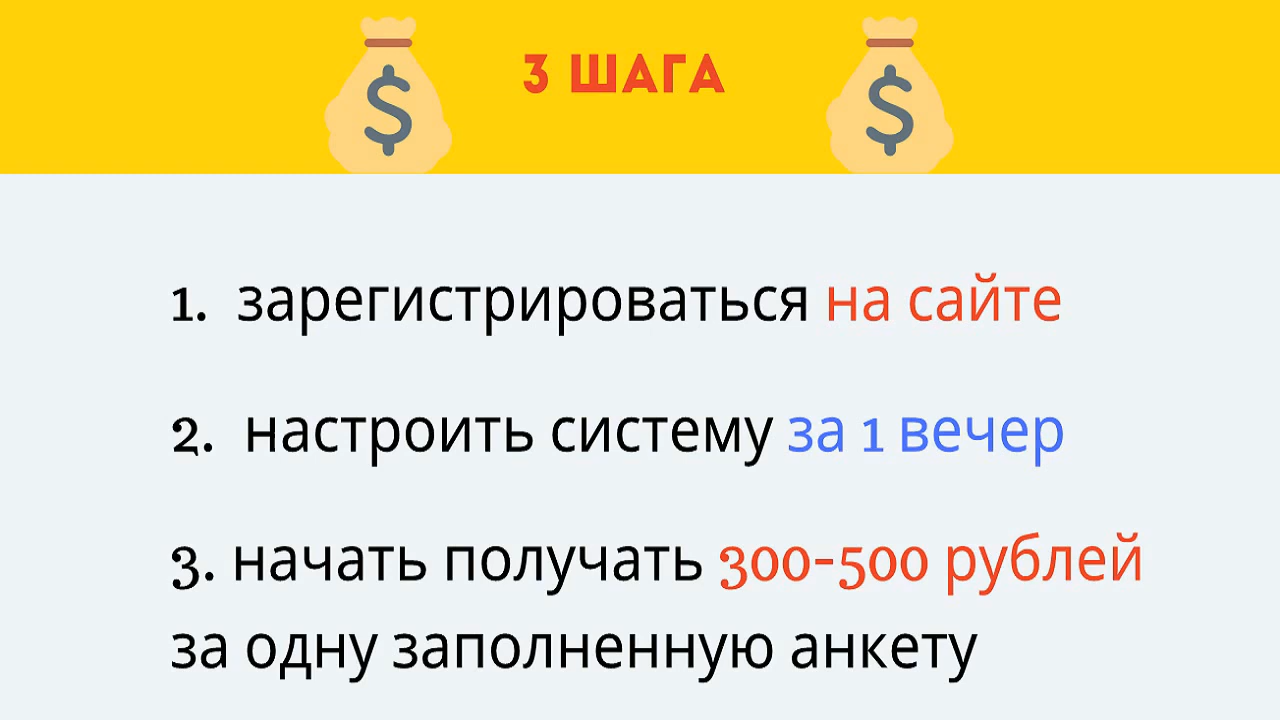 3 ШАГА
$ $
1. зарегистрироваться на сайте
2. настроить систему за 1 вечер
3. начать получать 300-500 рублей
за одну заполненную анкету